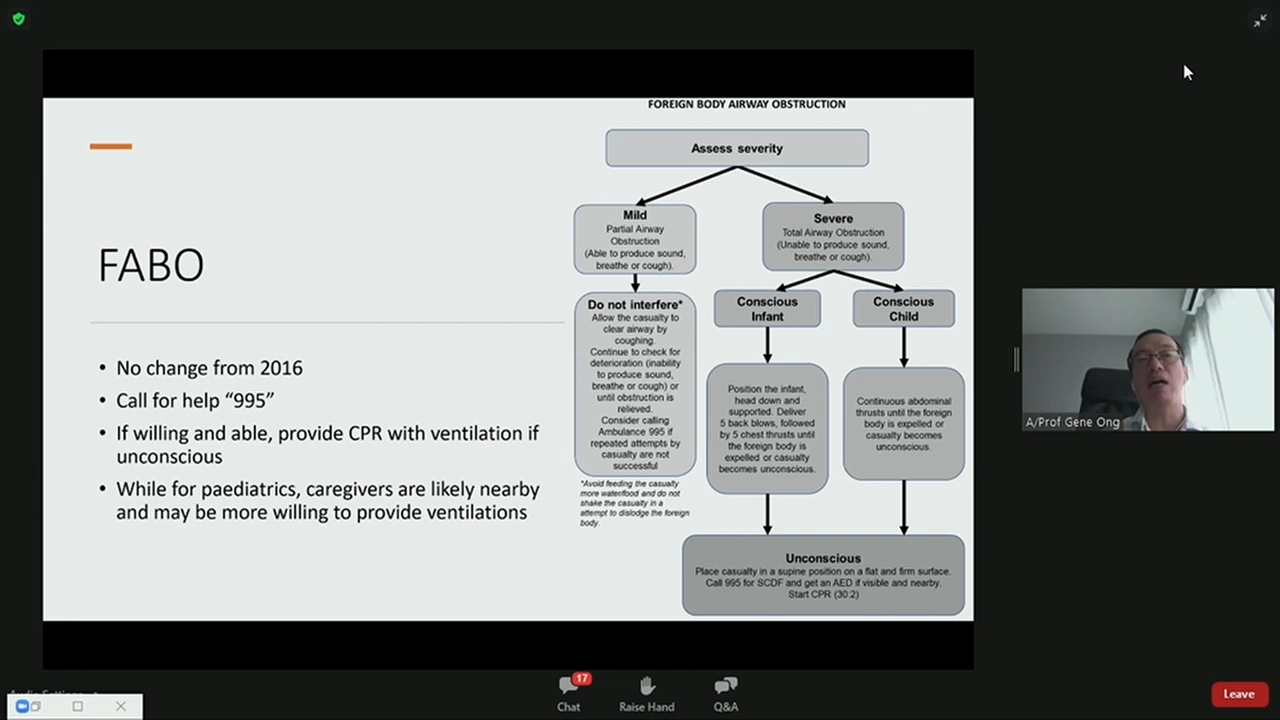 FOREIGN BODY AIRWAY OBSTRUCTION
Assess severity
Mild
Partial Airway
Obstruction
(Able to produce sound,
breathe or cough).
Severe
Total Airway Obstruction
(Unable to produce sound,
breathe or cough).
Do not interfere*
Allow the casualty to
clear airway by
coughing.
Continue to check for
deterioration (inability
to produce sound,
breathe or cough) or
until obstruction is
relieved.
Consider calling
Ambulance 995 if
repeated attempts by
casualty are not
successful
*Avoid feeding the casualty
more water/food and do not
shake the casualty in a
attempt to dislodge the foreign
body.
Conscious
Infant
Conscious
Child
Position the infant,
head down and
supported. Deliver
5 back blows, followed
by 5 chest thrusts until
the foreign body is
expelled or casualty
becomes unconscious.
Continuous abdominal
thrusts until the foreign
body is expelled or
casualty becomes
unconscious.
Unconscious
Place casualty in a supine position on a flat and firm surface.
Call 995 for SCDF and get an AED if visible and nearby.
Start CPR (30:2)
FABO
• No change from 2016
• Call for help “995”
• If willing and able, provide CPR with ventilation if
unconscious
• While for paediatrics, caregivers are likely nearby
and may be more willing to provide ventilations
A/Prof Gene Ong
17
Chat
Raise Hand
Q&A
Leave